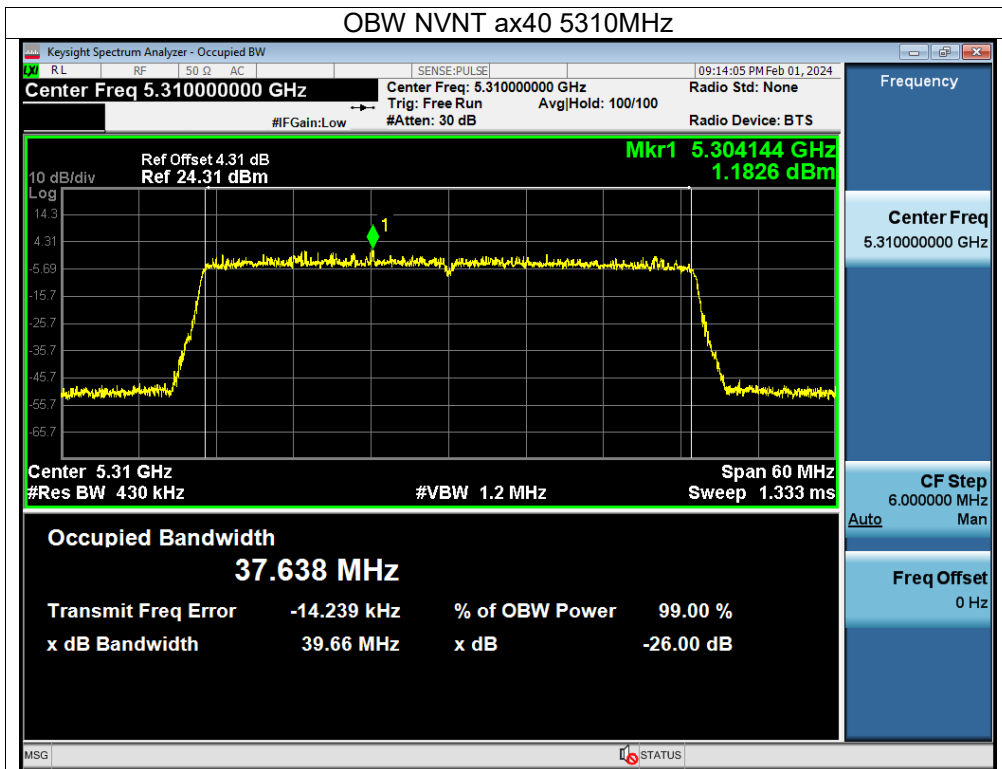 OBW NVNT ax40 5310MHz
Keysight Spectrum Analyzer - Occupied BW
LXI RL RF 50 Ω AC SENSE:PULSE 09:14:05 PM Feb 01, 2024
Center Freq 5.310000000 GHz Center Freq: 5.310000000 GHz Radio Std: None
Trig: Free Run Avg|Hold: 100/100
#IFGain:Low #Atten: 30 dB Radio Device: BTS
Mkr1 5.304144 GHz
1.1826 dBm
Ref Offset 4.31 dB
10 dB/div Ref 24.31 dBm
Log
14.3
1
4.31
-5.69
-15.7
-25.7
-35.7
-45.7
-55.7
-65.7
Center 5.31 GHz Span 60 MHz
#Res BW 430 kHz #VBW 1.2 MHz Sweep 1.333 ms
Occupied Bandwidth
37.638 MHz
Transmit Freq Error -14.239 kHz % of OBW Power 99.00 %
x dB Bandwidth 39.66 MHz x dB -26.00 dB
Frequency
Center Freq
5.310000000 GHz
CF Step
6.000000 MHz
Auto Man
Freq Offset
0 Hz
MSG STATUS